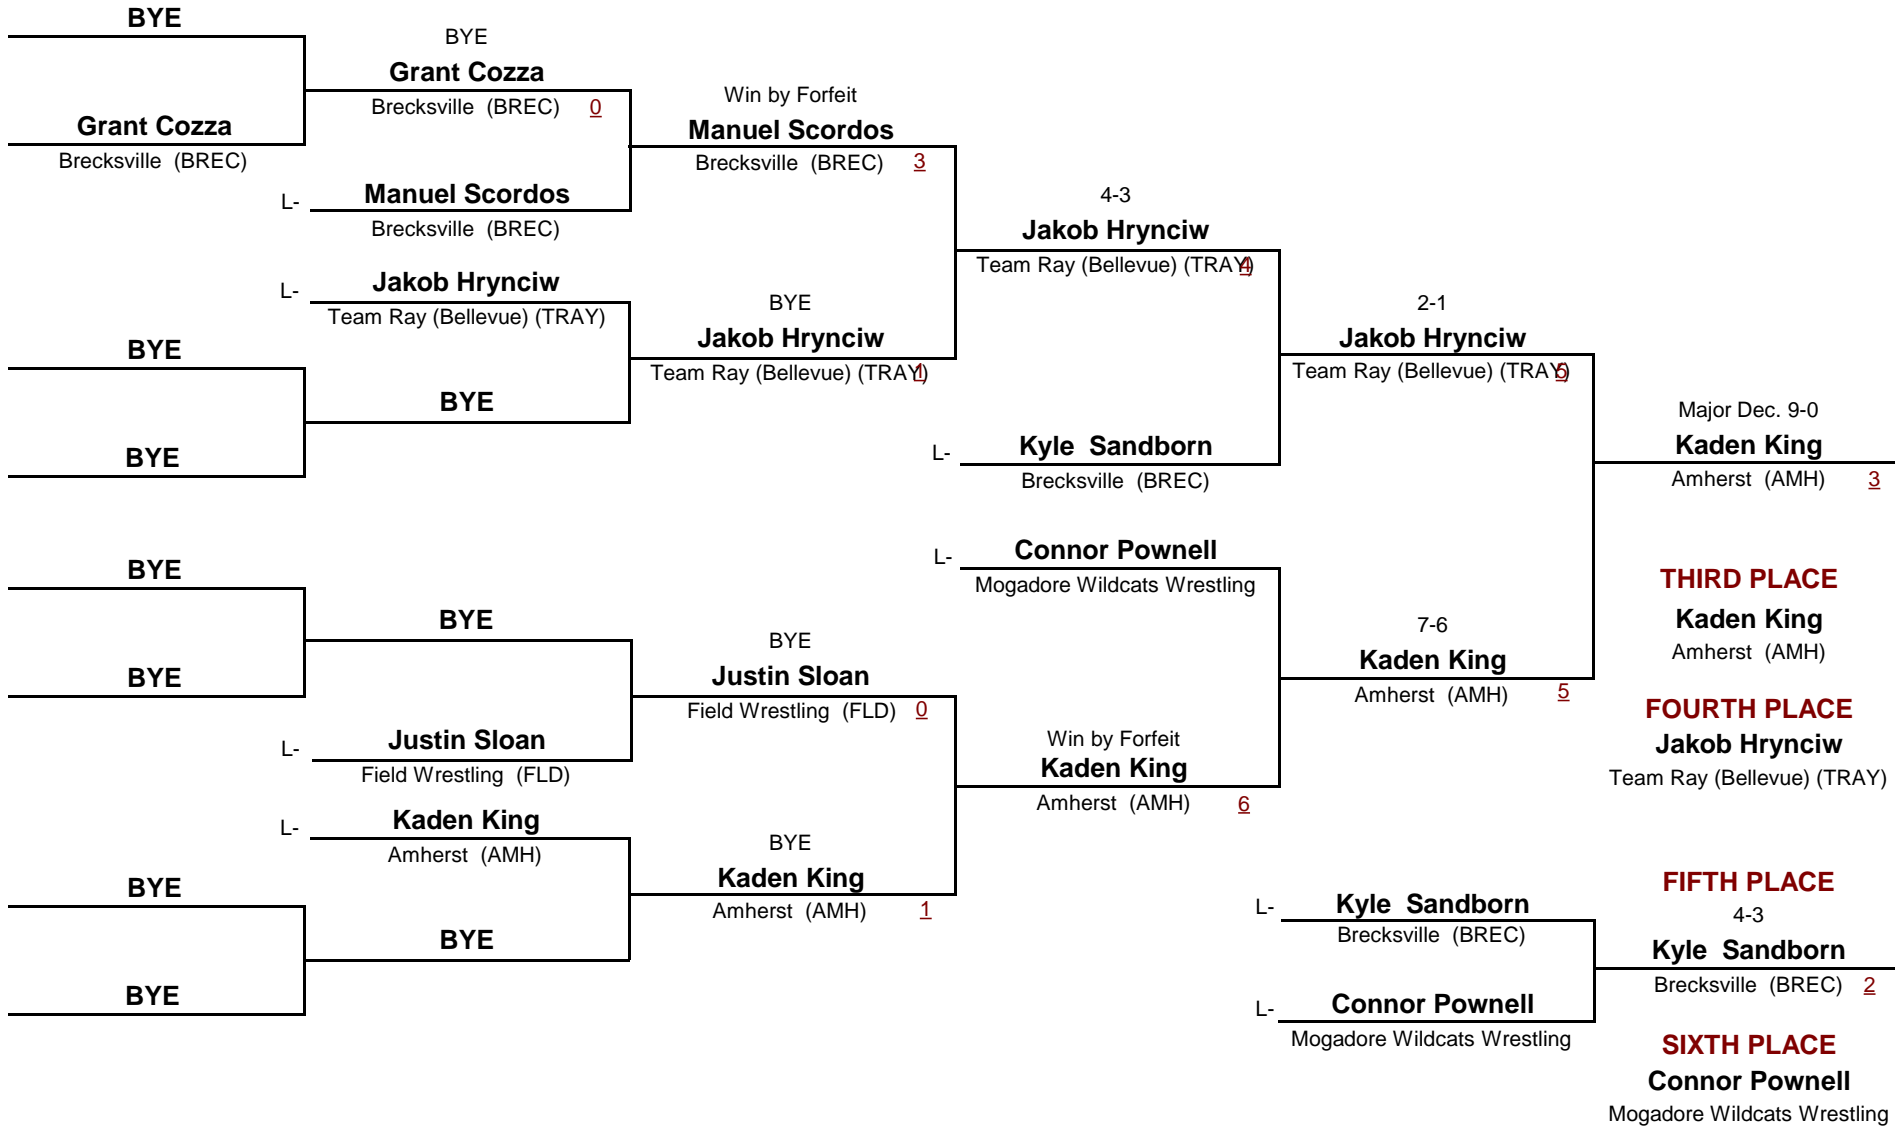 BYE
Grant Cozza
Brecksville (BREC)
BYE
BYE
BYE
BYE
BYE
BYE
BYE
Grant Cozza
Brecksville (BREC) 0
L- Manuel Scordos
Brecksville (BREC)
L- Jakob Hrynciw
Team Ray (Bellevue) (TRAY)
BYE
BYE
L- Justin Sloan
Field Wrestling (FLD)
L- Kaden King
Amherst (AMH)
BYE
Win by Forfeit
Manuel Scordos
Brecksville (BREC) 3
BYE
Jakob Hrynciw
Team Ray (Bellevue) (TRAY) 1
BYE
Justin Sloan
Field Wrestling (FLD) 0
BYE
Kaden King
Amherst (AMH) 1
4-3
Jakob Hrynciw
Team Ray (Bellevue) (TRAY) 4
L- Kyle Sandborn
Brecksville (BREC)
L- Connor Pownell
Mogadore Wildcats Wrestling
Win by Forfeit
Kaden King
Amherst (AMH) 6
2-1
Jakob Hrynciw
Team Ray (Bellevue) (TRAY) 5
7-6
Kaden King
Amherst (AMH) 5
L- Kyle Sandborn
Brecksville (BREC)
L- Connor Pownell
Mogadore Wildcats Wrestling
Major Dec. 9-0
Kaden King
Amherst (AMH) 3
THIRD PLACE
Kaden King
Amherst (AMH)
FOURTH PLACE
Jakob Hrynciw
Team Ray (Bellevue) (TRAY)
FIFTH PLACE
4-3
Kyle Sandborn
Brecksville (BREC) 2
SIXTH PLACE
Connor Pownell
Mogadore Wildcats Wrestling